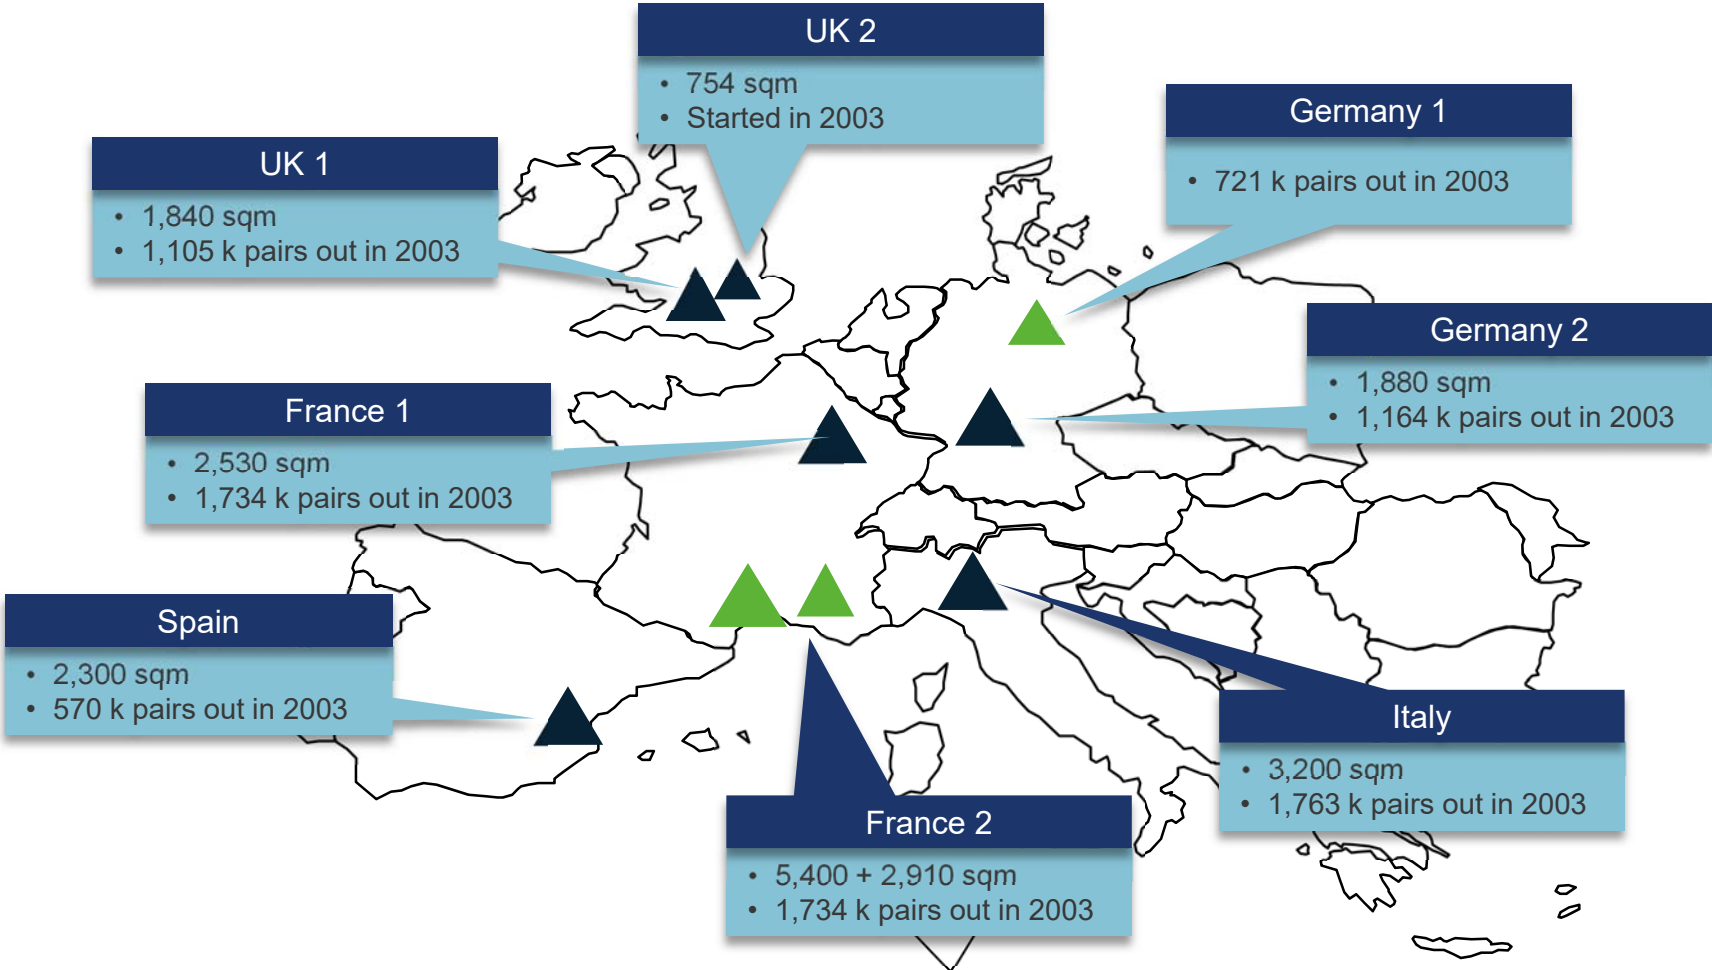 UK 2
• 754 sqm
• Started in 2003
Germany 1
• 721 k pairs out in 2003
UK 1
• 1,840 sqm
• 1,105 k pairs out in 2003
Germany 2
• 1,880 sqm
• 1,164 k pairs out in 2003
France 1
• 2,530 sqm
• 1,734 k pairs out in 2003
Spain
• 2,300 sqm
• 570 k pairs out in 2003
Italy
• 3,200 sqm
• 1,763 k pairs out in 2003
France 2
• 5,400 + 2,910 sqm
• 1,734 k pairs out in 2003